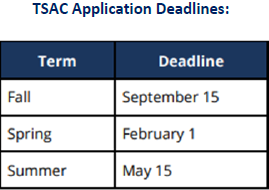 TSAC Application Deadlines:
Term Deadline
Fall September 15
Spring February 1
Summer May 15